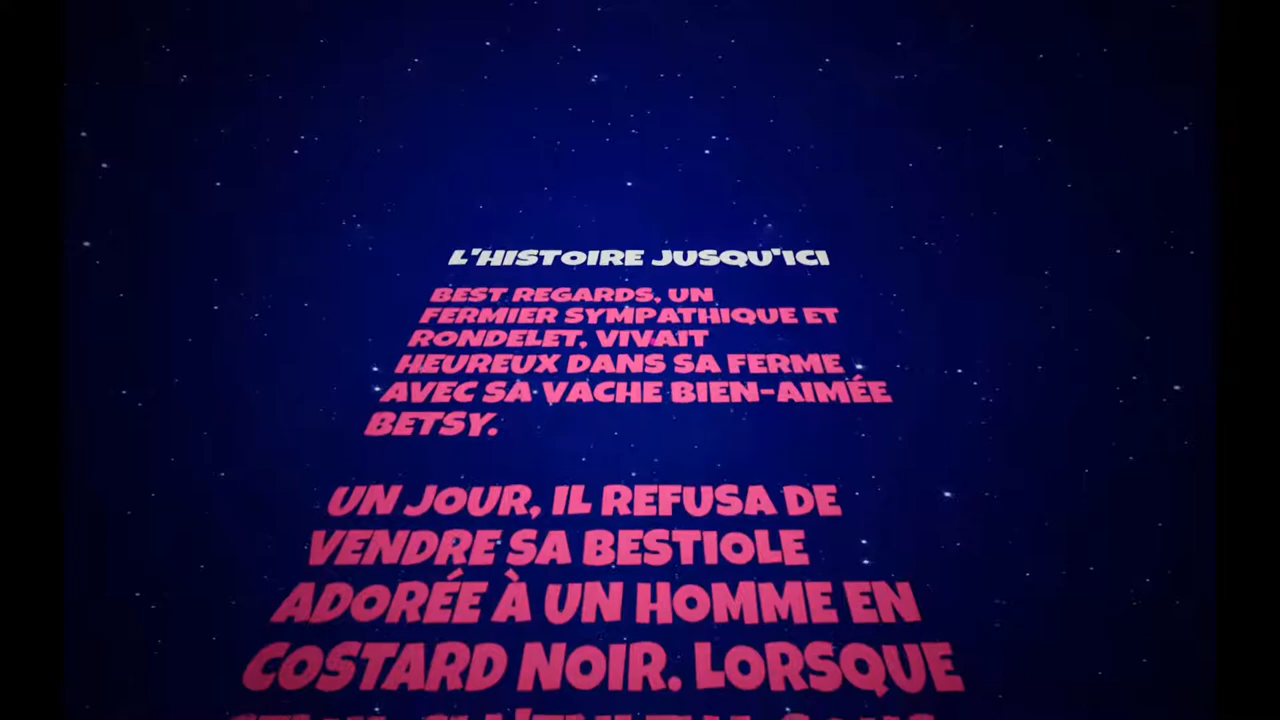 L'HISTOIRE JUSQU'ICI
BEST REGARDS, UN
FERMIER SYMPATHIQUE ET
RONDELET, VIVAIT
HEUREUX DANS SA FERME
AVEC SA VACHE BIEN-AIMÉE
BETSY.
UN JOUR, IL REFUSA DE
VENDRE SA BESTIOLE
ADORÉE À UN HOMME EN
COSTARD NOIR. LORSQUE